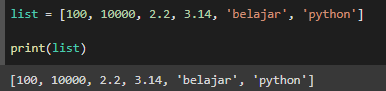 list = [100, 10000, 2.2, 3.14, 'belajar', 'python']
print(list)
[100, 10000, 2.2, 3.14, 'belajar', 'python']